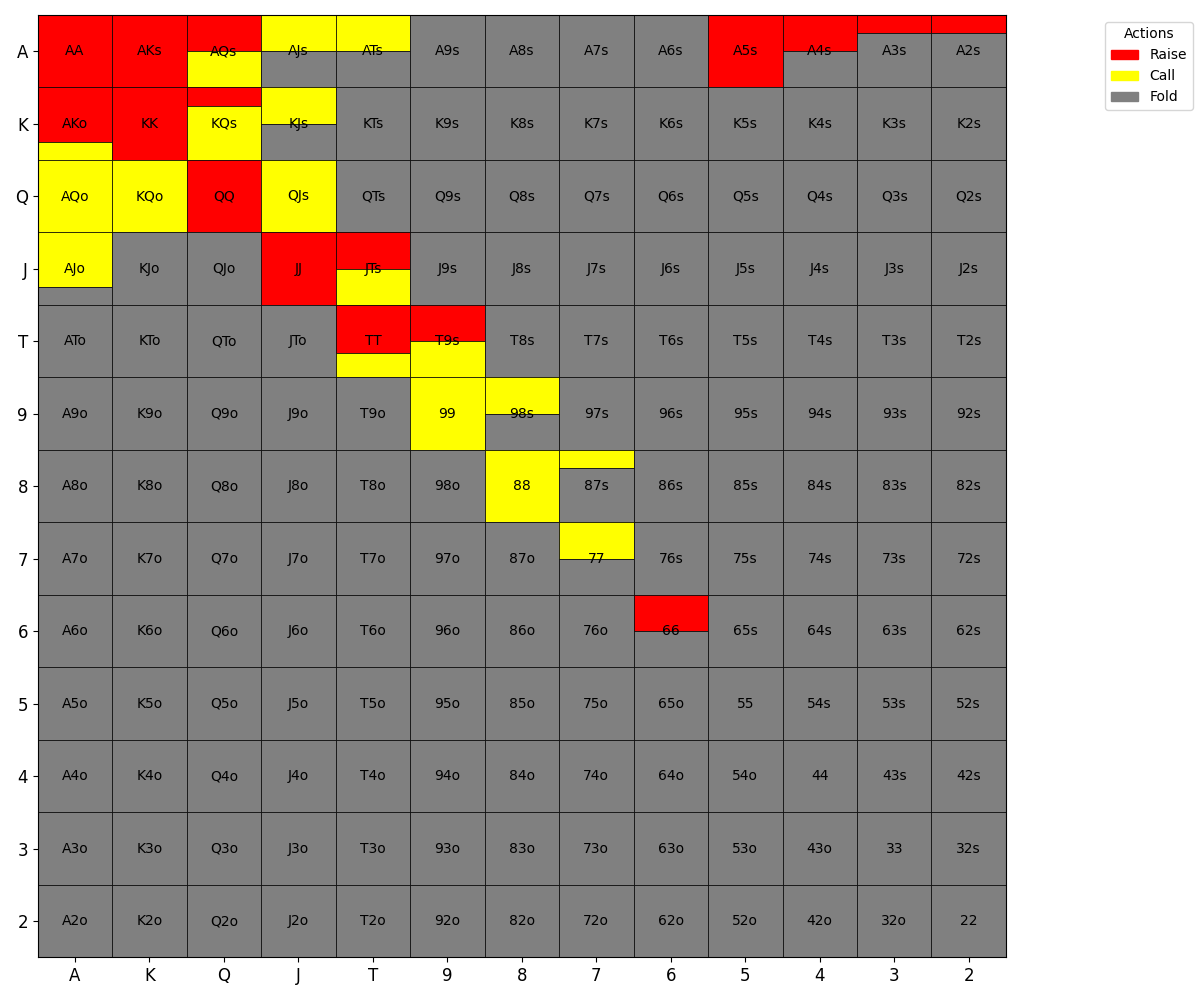 Actions
Raise
Call
Fold
A AA AKs AQs AJs ATs A9s A8s A7s A6s A5s A4s A3s A2s
K AKo KK KQs KJs KTs K9s K8s K7s K6s K5s K4s K3s K2s
Q AQo KQo QQ QJs QTs Q9s Q8s Q7s Q6s Q5s Q4s Q3s Q2s
J AJo KJo QJo JJ JTs J9s J8s J7s J6s J5s J4s J3s J2s
T ATo KTo QTo JTo TT T9s T8s T7s T6s T5s T4s T3s T2s
9 A9o K9o Q9o J9o T9o 99 98s 97s 96s 95s 94s 93s 92s
8 A8o K8o Q8o J8o T8o 98o 88 87s 86s 85s 84s 83s 82s
7 A7o K7o Q7o J7o T7o 97o 87o 77 76s 75s 74s 73s 72s
6 A6o K6o Q6o J6o T6o 96o 86o 76o 66 65s 64s 63s 62s
5 A5o K5o Q5o J5o T5o 95o 85o 75o 65o 55 54s 53s 52s
4 A4o K4o Q4o J4o T4o 94o 84o 74o 64o 54o 44 43s 42s
3 A3o K3o Q3o J3o T3o 93o 83o 73o 63o 53o 43o 33 32s
2 A2o K2o Q2o J2o T2o 92o 82o 72o 62o 52o 42o 32o 22
A K Q J T 9 8 7 6 5 4 3 2